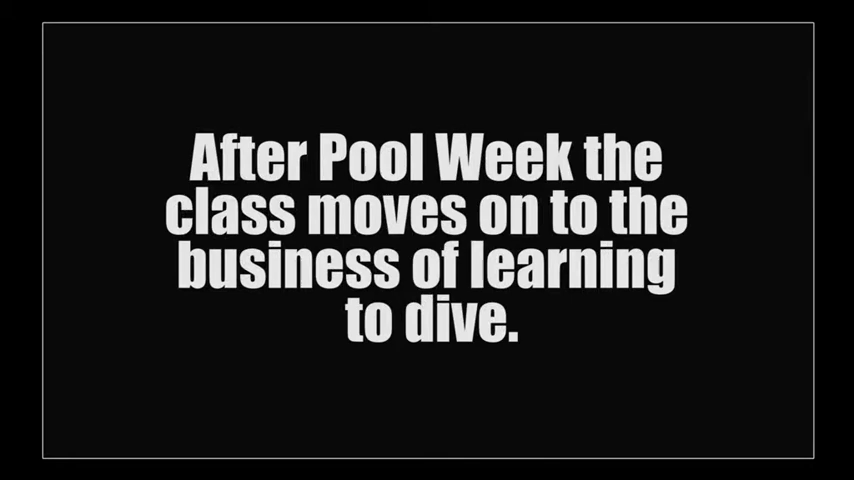 After Pool Week the
class moves on to the
business of learning
to dive.